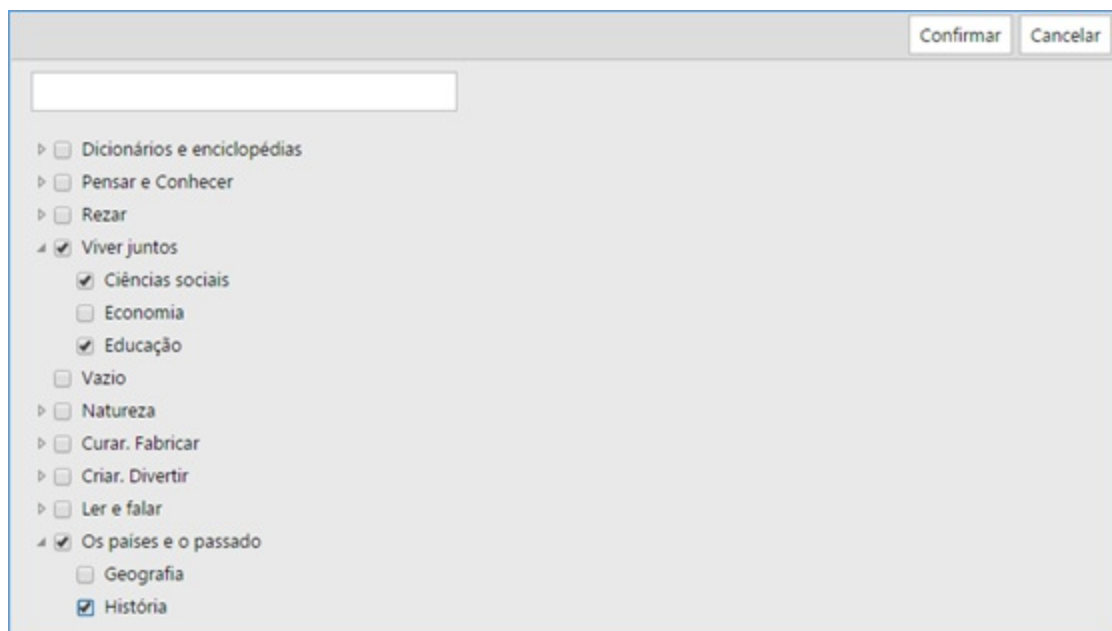 Confirmar Cancelar
Dicionários e enciclopédias
Pensar e Conhecer
Rezar
Viver juntos
Ciências sociais
Economia
Educação
Vazio
Natureza
Curar. Fabricar
Criar. Divertir
Ler e falar
Os países e o passado
Geografia
História